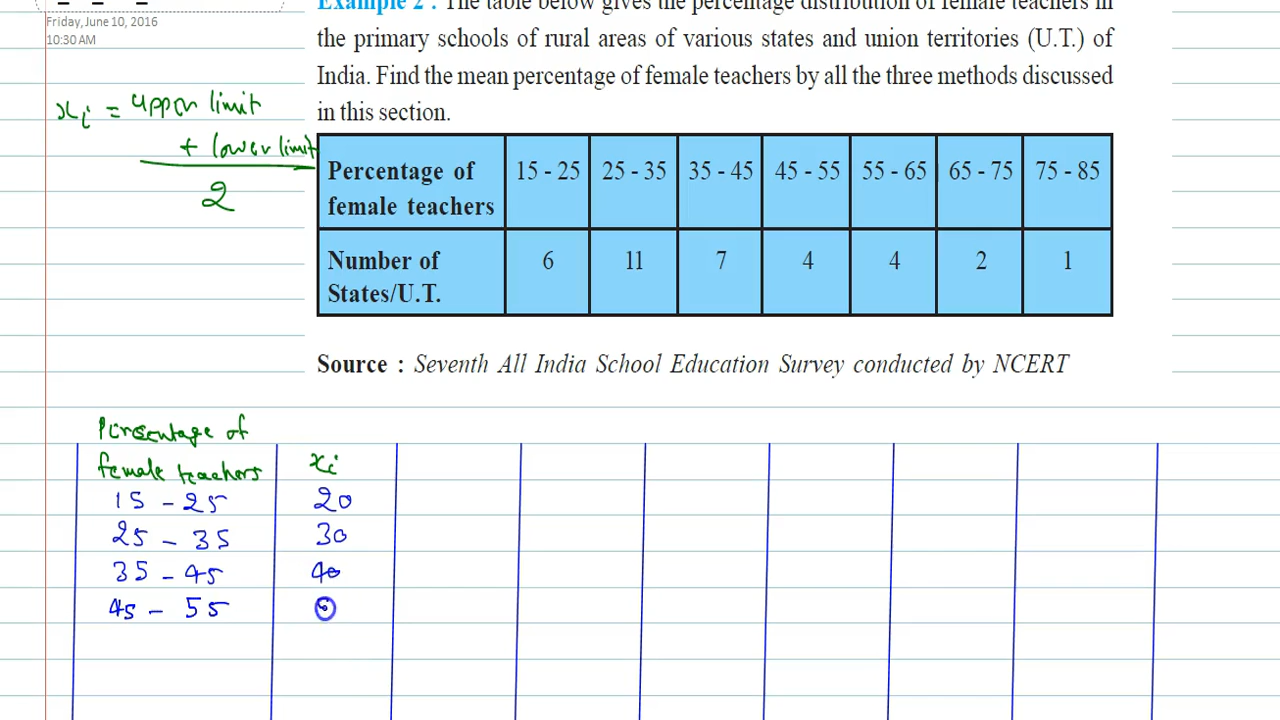 Example 2 : The table below gives the percentage distribution of female teachers in
Friday, June 10, 2016
10:30 AM
the primary schools of rural areas of various states and union territories (U.T.) of
India. Find the mean percentage of female teachers by all the three methods discussed
in this section.
xi = upper limit
+ lower limit
2
Percentage of female teachers 15 - 25 25 - 35 35 - 45 45 - 55 55 - 65 65 - 75 75 - 85
Number of States/U.T. 6 11 7 4 4 2 1
Source : Seventh All India School Education Survey conducted by NCERT
Percentage of
female teachers xi
15 - 25 20
25 - 35 30
35 - 45 40
45 - 55